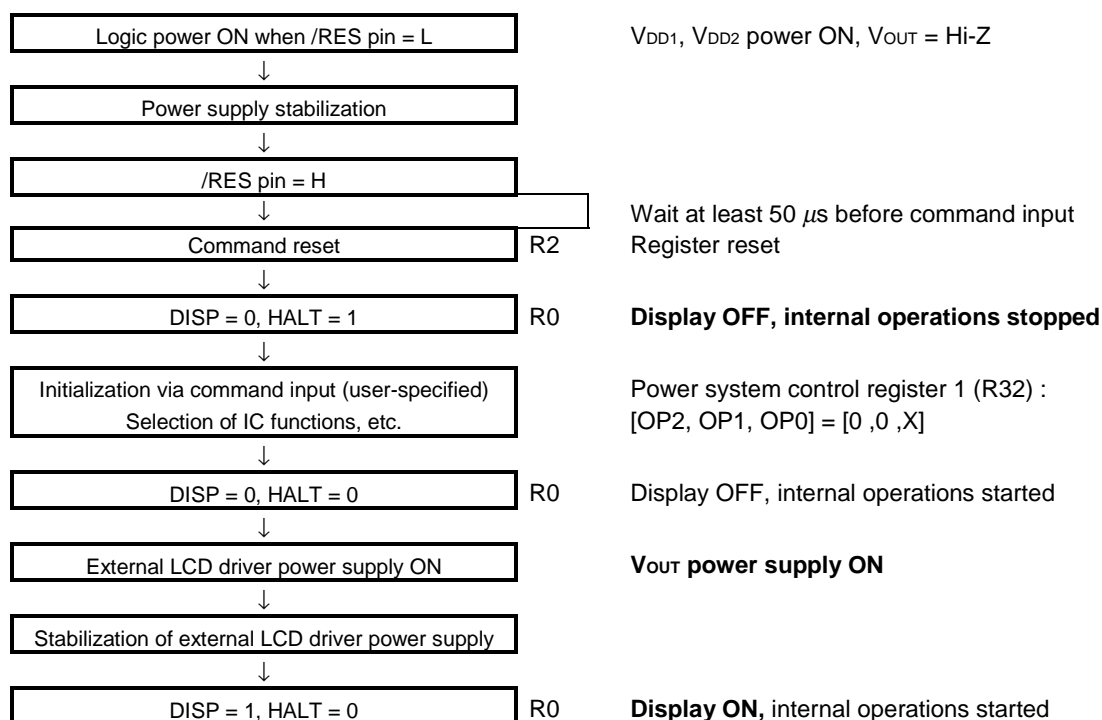 Logic power ON when /RES pin = L VDD1, VDD2 power ON, VOUT = Hi-Z
↓
Power supply stabilization
↓
/RES pin = H
↓ Wait at least 50 μs before command input
Command reset R2 Register reset
↓
DISP = 0, HALT = 1 R0 Display OFF, internal operations stopped
↓
Initialization via command input (user-specified) Power system control register 1 (R32) :
Selection of IC functions, etc. [OP2, OP1, OP0] = [0 ,0 ,X]
↓
DISP = 0, HALT = 0 R0 Display OFF, internal operations started
↓
External LCD driver power supply ON VOUT power supply ON
↓
Stabilization of external LCD driver power supply
↓
DISP = 1, HALT = 0 R0 Display ON, internal operations started